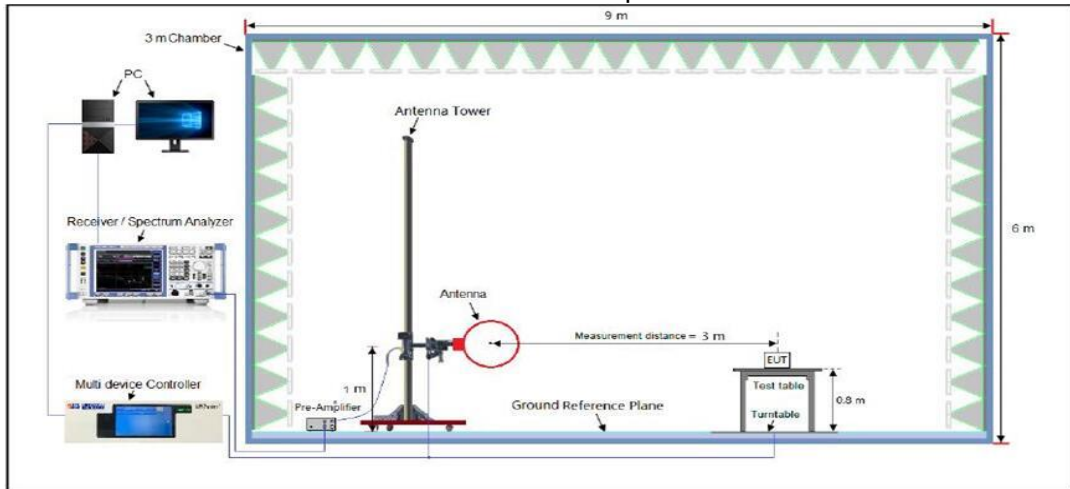 9 m
3 m Chamber
PC
Antenna Tower
Receiver / Spectrum Analyzer
6 m
Antenna
Measurement distance = 3 m
EUT
Multi device Controller
1 m
Test table
0.8 m
Pre-Amplifier
Ground Reference Plane
Turntable